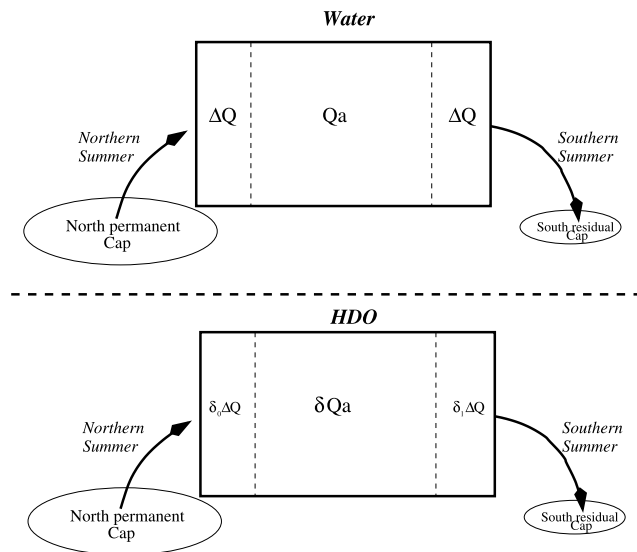 Water
ΔQ Qa ΔQ
Northern
Summer
Southern
Summer
North permanent
Cap
South residual
Cap
HDO
δ₀ΔQ δQa δ₁ΔQ
Northern
Summer
Southern
Summer
North permanent
Cap
South residual
Cap